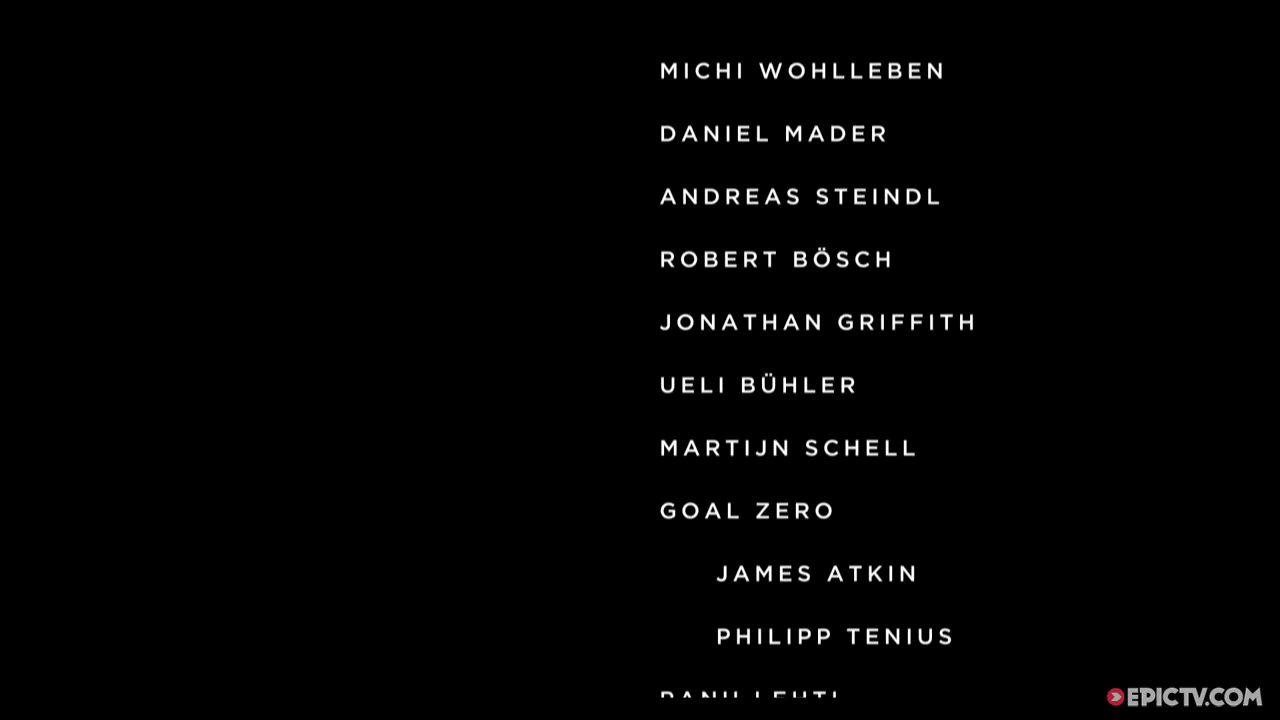 MICHI WOHLLEBEN
DANIEL MADER
ANDREAS STEINDL
ROBERT BÖSCH
JONATHAN GRIFFITH
UELI BÜHLER
MARTIJN SCHELL
GOAL ZERO
JAMES ATKIN
PHILIPP TENIUS
EPICTV.COM